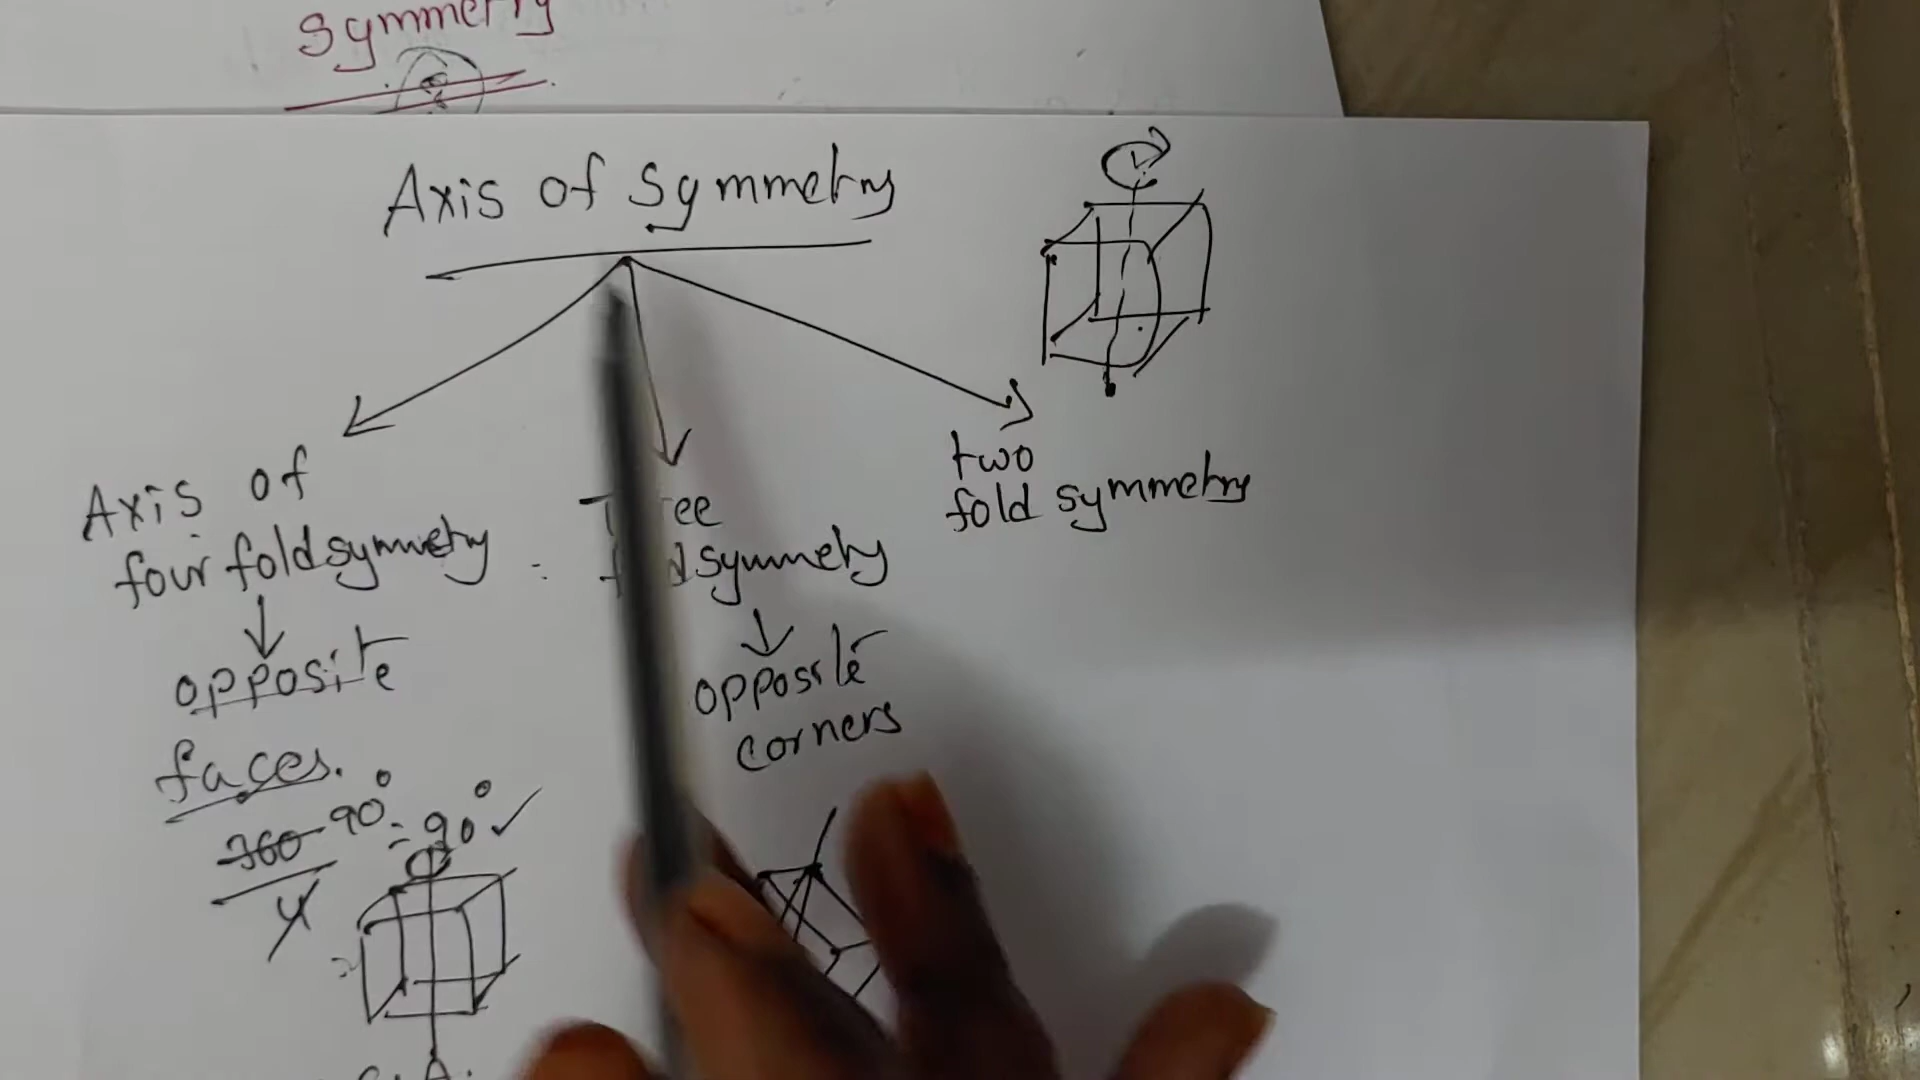 Symmetry
Axis of Symmetry
Axis of
four fold symmetry
opposite
faces.
360 90°
= 90° ✓
4
symmetry
opposite
corners
two
fold symmetry